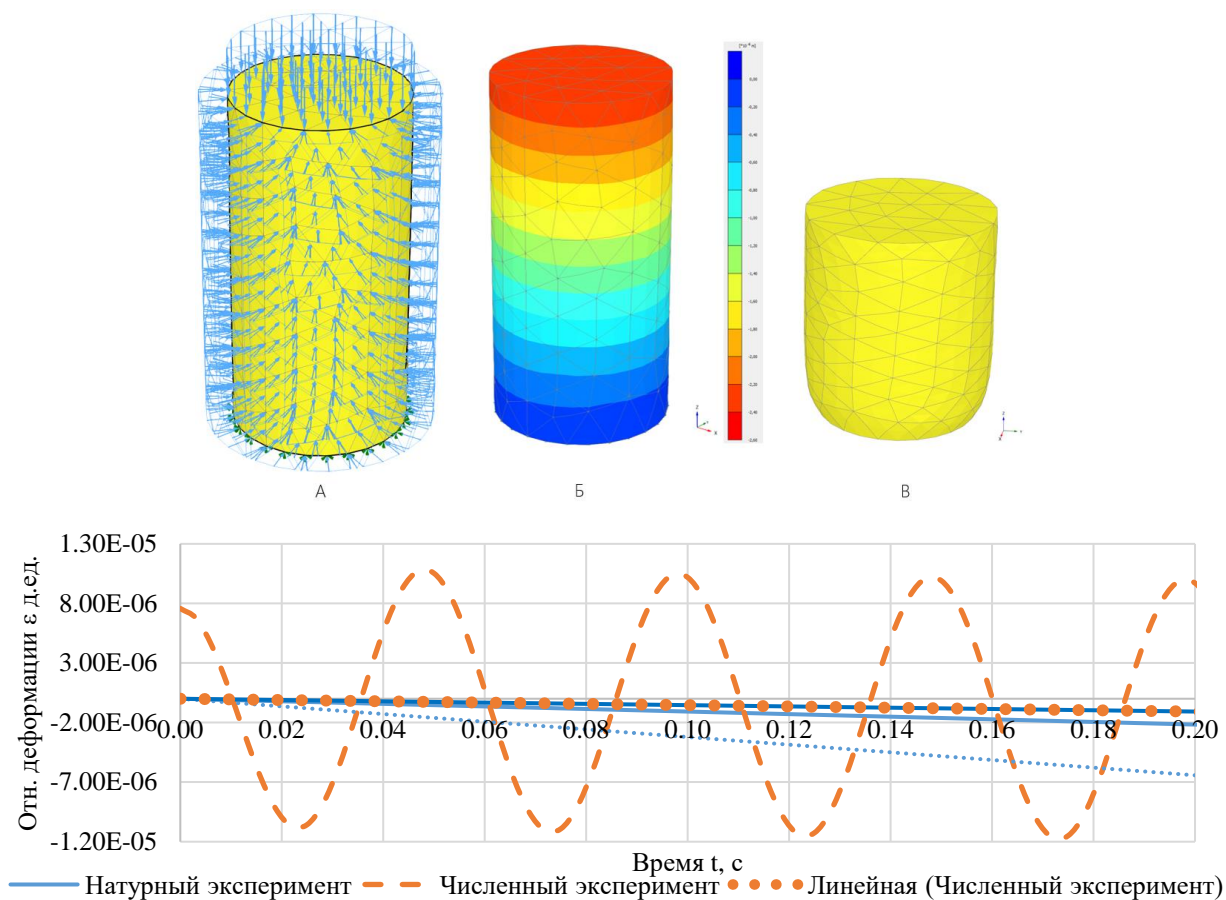 А
Б
В
1.30E-05
8.00E-06
3.00E-06
-2.00E-06
-7.00E-06
-1.20E-05
0.00
0.02
0.04
0.06
0.08
0.10
0.12
0.14
0.16
0.18
0.20
Отн. деформации ε д.ед.
Время t, с
Натурный эксперимент
Численный эксперимент
Линейная (Численный эксперимент)